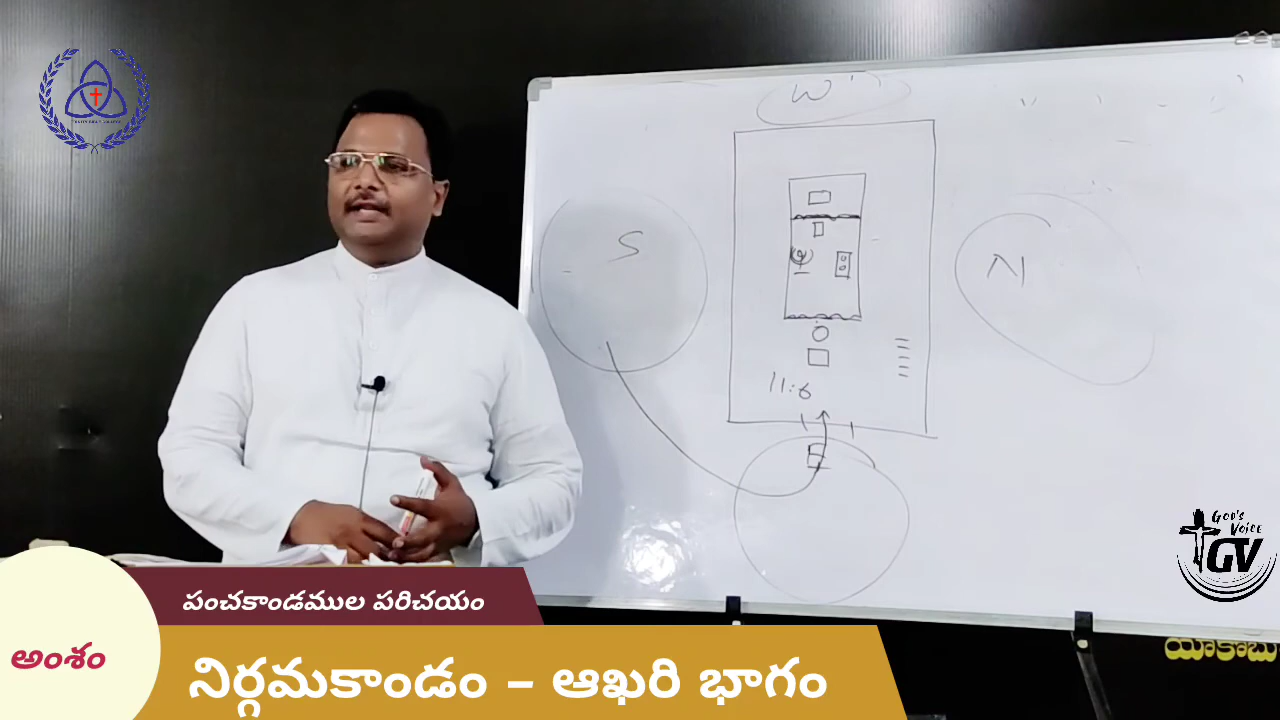 W
S
N
11:6
E
GOD'S
VOICE
GV
పంచకాండముల పరిచయం
అంశం
నిర్గమకాండం – ఆఖరి భాగం
యాకోబు